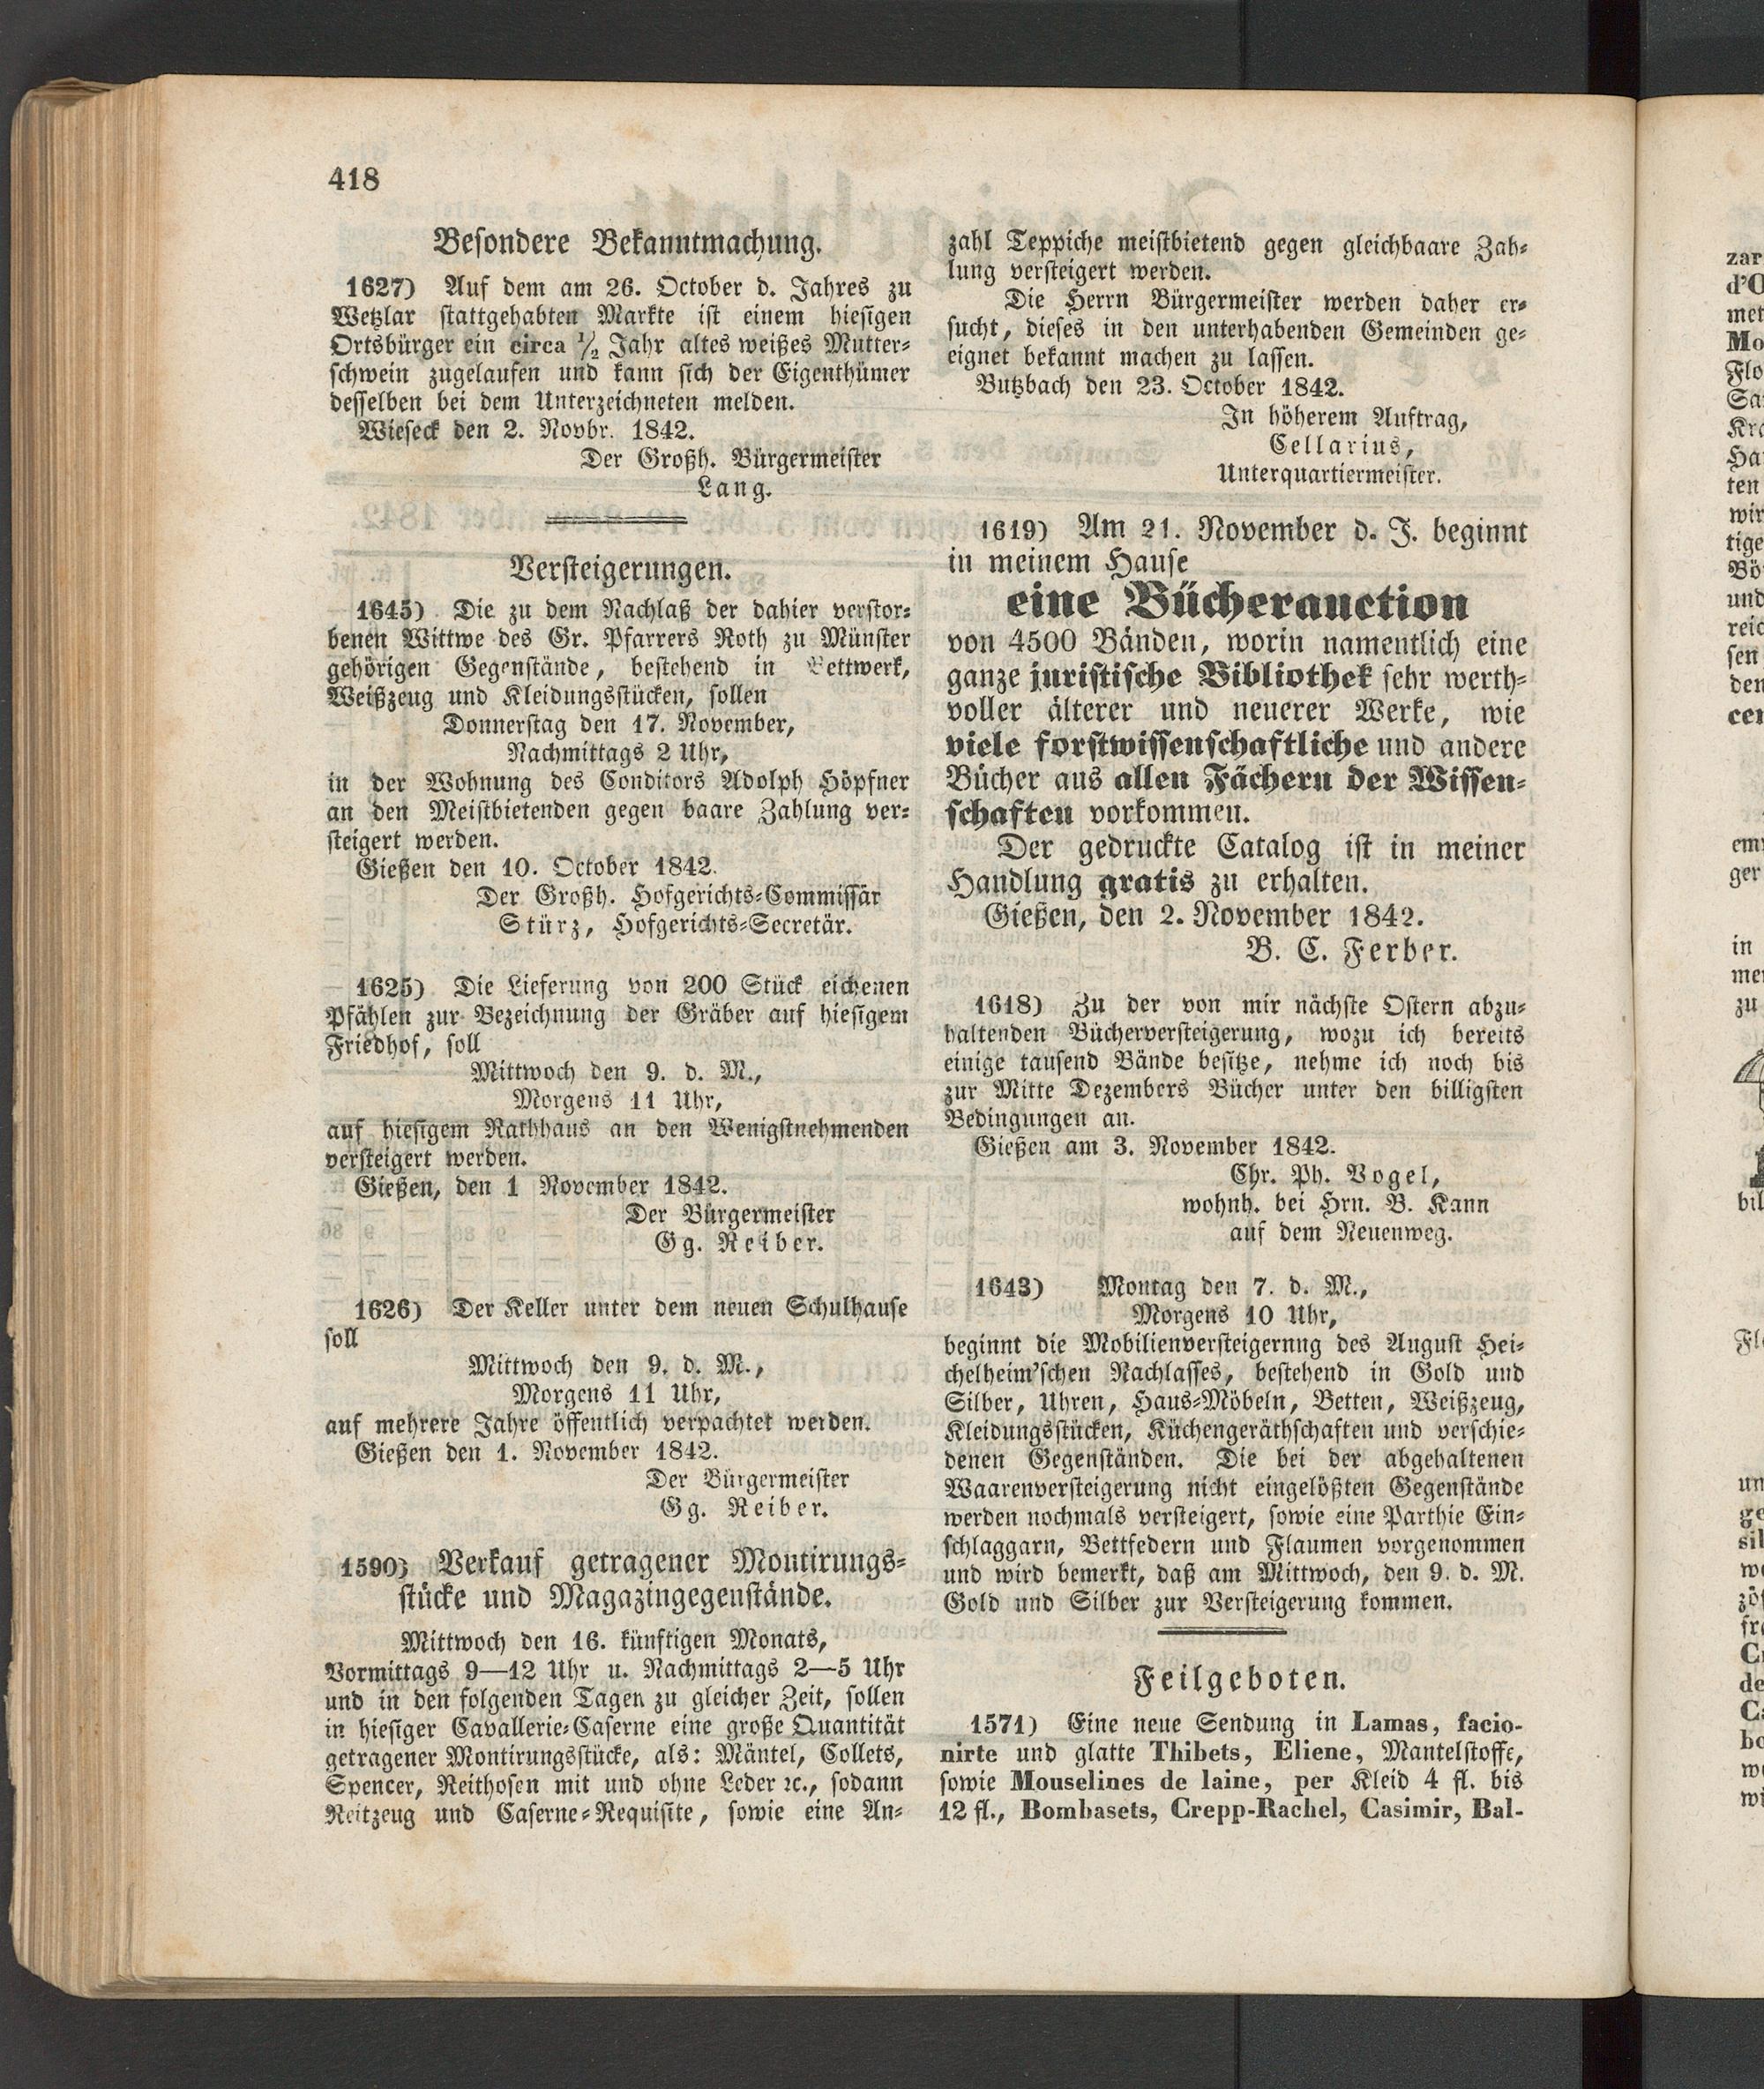 418
Besondere Bekanntmachung.
1627) Auf dem am 26. October d. Jahres zu
Wetzlar stattgehabten Markte ist einem hiesigen
Ortsbürger ein circa 1/2 Jahr altes weißes Mutter=
schwein zugelaufen und kann sich der Eigenthümer
desselben bei dem Unterzeichneten melden.
Wieseck den 2. Novbr. 1842.
Der Großh. Bürgermeister
Lang.
Versteigerungen.
1645) Die zu dem Nachlaß der dahier verstor=
benen Wittwe des Gr. Pfarrers Roth zu Münster
gehörigen Gegenstände, bestehend in Bettwerk,
Weißzeug und Kleidungsstücken, sollen
Donnerstag den 17. November,
Nachmittags 2 Uhr,
in der Wohnung des Conditors Adolph Höpfner
an den Meistbietenden gegen baare Zahlung ver=
steigert werden.
Gießen den 10. October 1842.
Der Großh. Hofgerichts=Commissär
Stürz, Hofgerichts=Secretär.
1625) Die Lieferung von 200 Stück eichenen
Pfählen zur Bezeichnung der Gräber auf hiesigem
Friedhof, soll
Mittwoch den 9. d. M.,
Morgens 11 Uhr,
auf hiesigem Rathhaus an den Wenigstnehmenden
versteigert werden.
Gießen, den 1 November 1842.
Der Bürgermeister
Gg. Reiber.
1626) Der Keller unter dem neuen Schulhause
soll
Mittwoch den 9. d. M.,
Morgens 11 Uhr,
auf mehrere Jahre öffentlich verpachtet werden.
Gießen den 1. November 1842.
Der Bürgermeister
Gg. Reiber.
1590) Verkauf getragener Montirungs=
stücke und Magazingegenstände.
Mittwoch den 16. künftigen Monats,
Vormittags 9—12 Uhr u. Nachmittags 2—5 Uhr
und in den folgenden Tagen zu gleicher Zeit, sollen
in hiesiger Cavallerie=Caserne eine große Quantität
getragener Montirungsstücke, als: Mäntel, Collets,
Spencer, Reithosen mit und ohne Leder ꝛc., sodann
Reitzeug und Caserne=Requisite, sowie eine An=
zahl Teppiche meistbietend gegen gleichbaare Zah=
lung versteigert werden.
Die Herrn Bürgermeister werden daher er=
sucht, dieses in den unterhabenden Gemeinden ge=
eignet bekannt machen zu lassen.
Butzbach den 23. October 1842.
In höherem Auftrag,
Cellarius,
Unterquartiermeister.
1619) Am 21. November d. J. beginnt
in meinem Hause
eine Bücherauction
von 4500 Bänden, worin namentlich eine
ganze juristische Bibliothek sehr werth=
voller älterer und neuerer Werke, wie
viele forstwissenschaftliche und andere
Bücher aus allen Fächern der Wissen=
schaften vorkommen.
Der gedruckte Catalog ist in meiner
Handlung gratis zu erhalten.
Gießen, den 2. November 1842.
B. C. Ferber.
1618) Zu der von mir nächste Ostern abzu=
haltenden Bücherversteigerung, wozu ich bereits
einige tausend Bände besitze, nehme ich noch bis
zur Mitte Dezembers Bücher unter den billigsten
Bedingungen an.
Gießen am 3. November 1842.
Chr. Ph. Vogel,
wohnh. bei Hrn. B. Kann
auf dem Neuenweg.
1643) Montag den 7. d. M.,
Morgens 10 Uhr,
beginnt die Mobilienversteigernng des August Hei=
chelheim'schen Nachlasses, bestehend in Gold und
Silber, Uhren, Haus=Möbeln, Betten, Weißzeug,
Kleidungsstücken, Küchengeräthschaften und verschie=
denen Gegenständen. Die bei der abgehaltenen
Waarenversteigerung nicht eingelößten Gegenstände
werden nochmals versteigert, sowie eine Parthie Ein=
schlaggarn, Bettfedern und Flaumen vorgenommen
und wird bemerkt, daß am Mittwoch, den 9. d. M.
Gold und Silber zur Versteigerung kommen.
Feilgeboten.
1571) Eine neue Sendung in Lamas, facio-
nirte und glatte Thibets, Eliene, Mantelstoffe,
sowie Mouselines de laine, per Kleid 4 fl. bis
12 fl., Bombasets, Crepp-Rachel, Casimir, Bal-